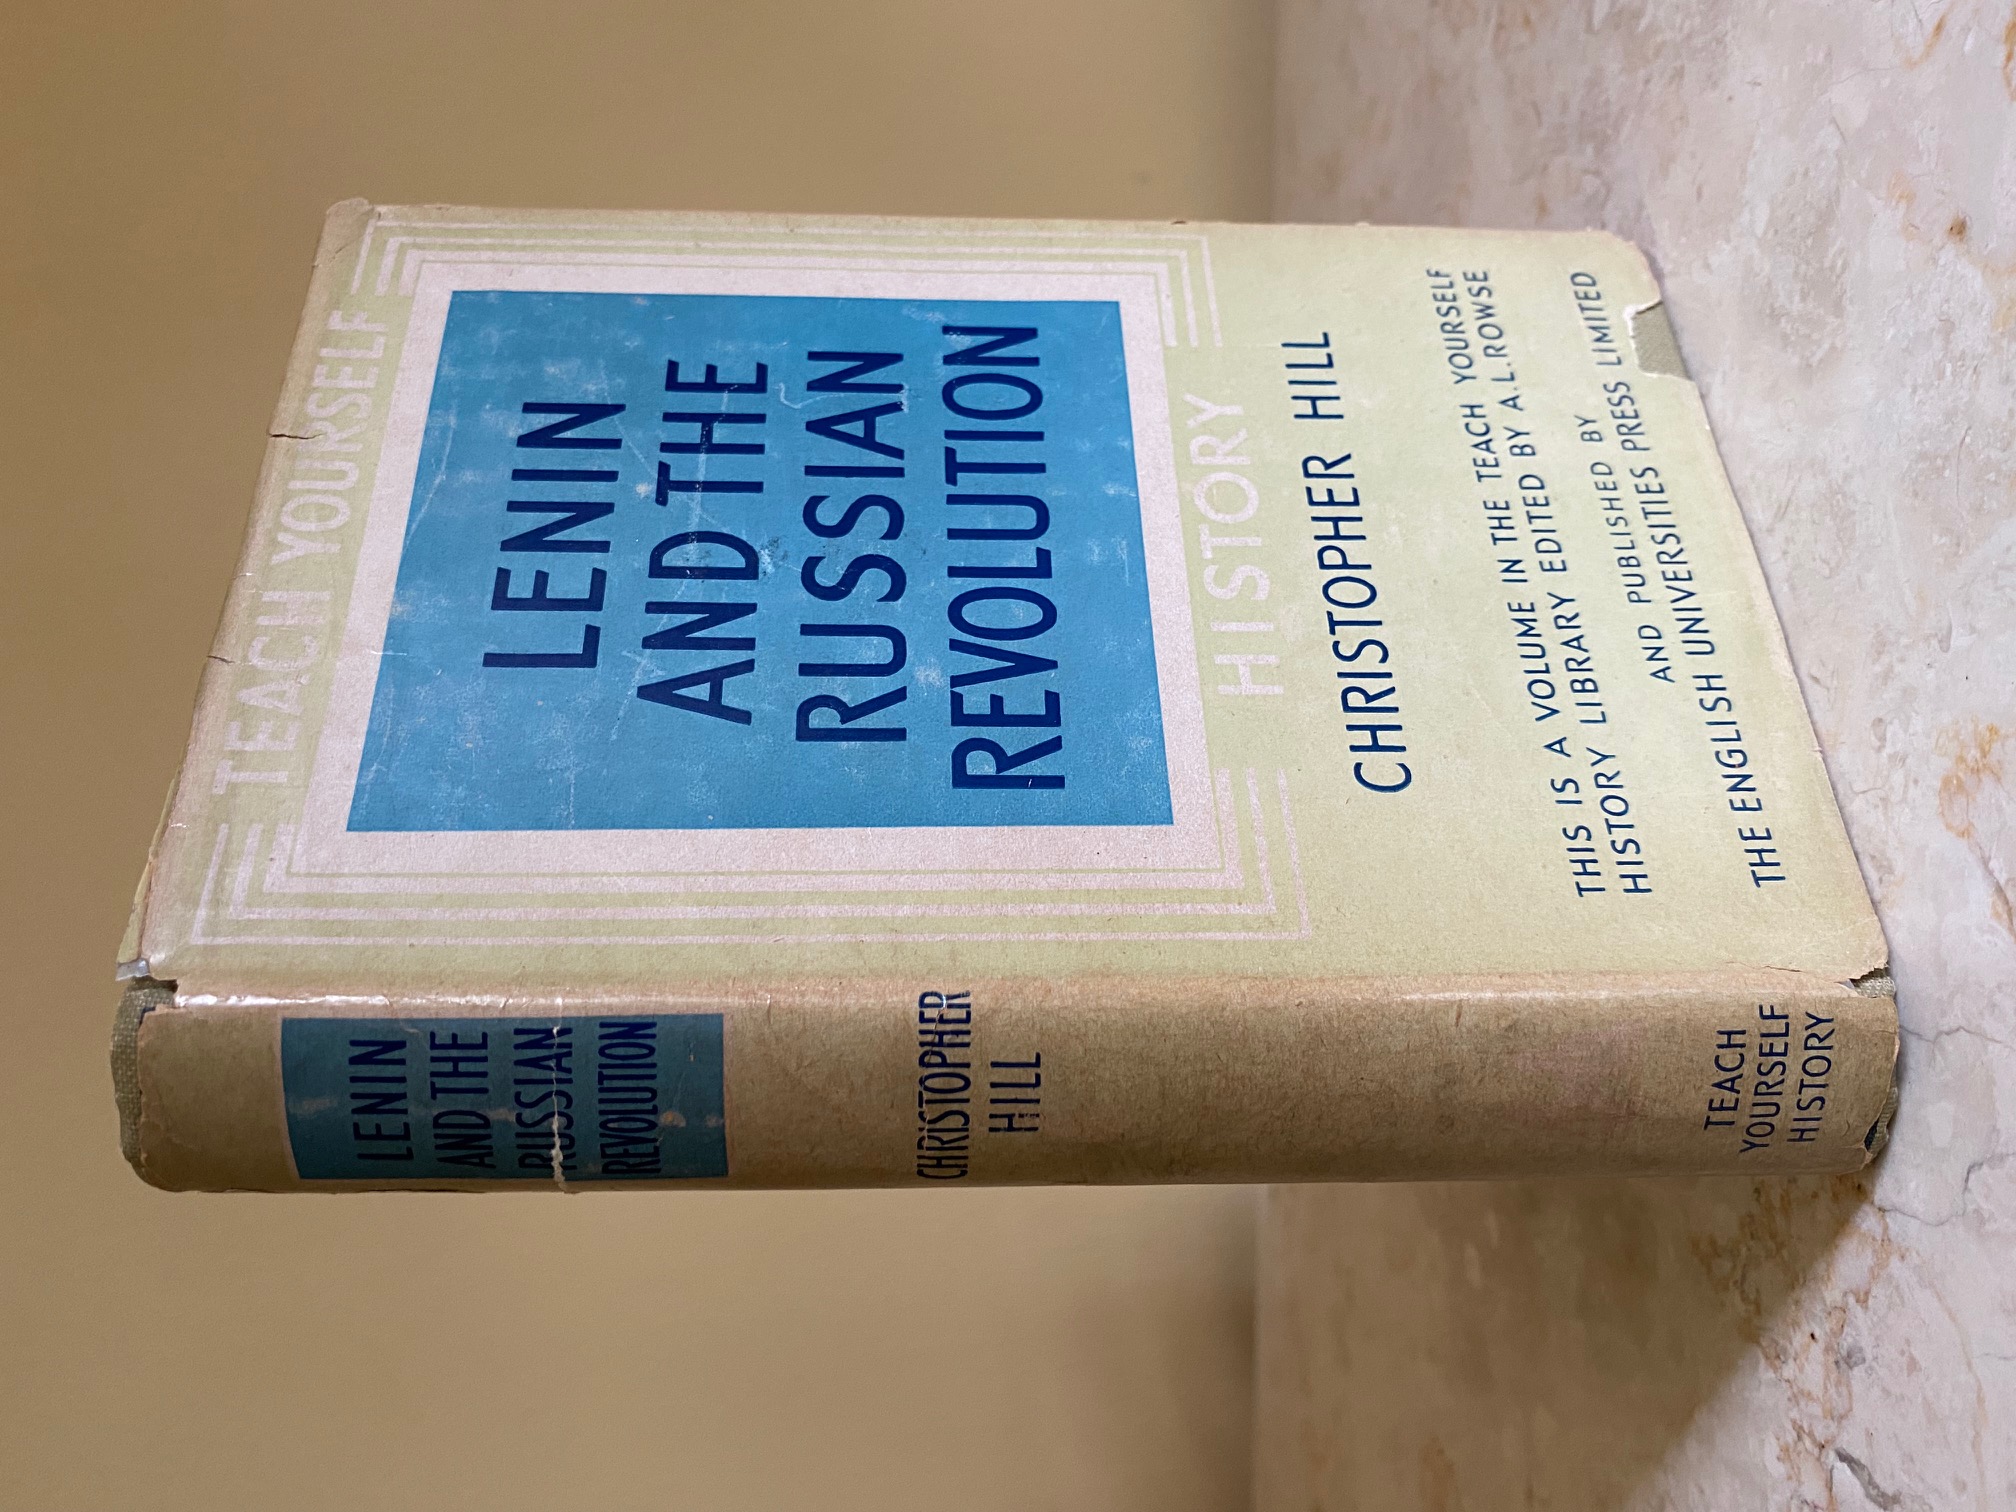 TEACH YOURSELF
LENIN
AND THE
RUSSIAN
REVOLUTION
HISTORY
CHRISTOPHER HILL
THIS IS A VOLUME IN THE TEACH YOURSELF
HISTORY LIBRARY EDITED BY A.L.ROWSE
AND PUBLISHED BY
THE ENGLISH UNIVERSITIES PRESS LIMITED
LENIN
AND THE
RUSSIAN
REVOLUTION
CHRISTOPHER
HILL
TEACH
YOURSELF
HISTORY